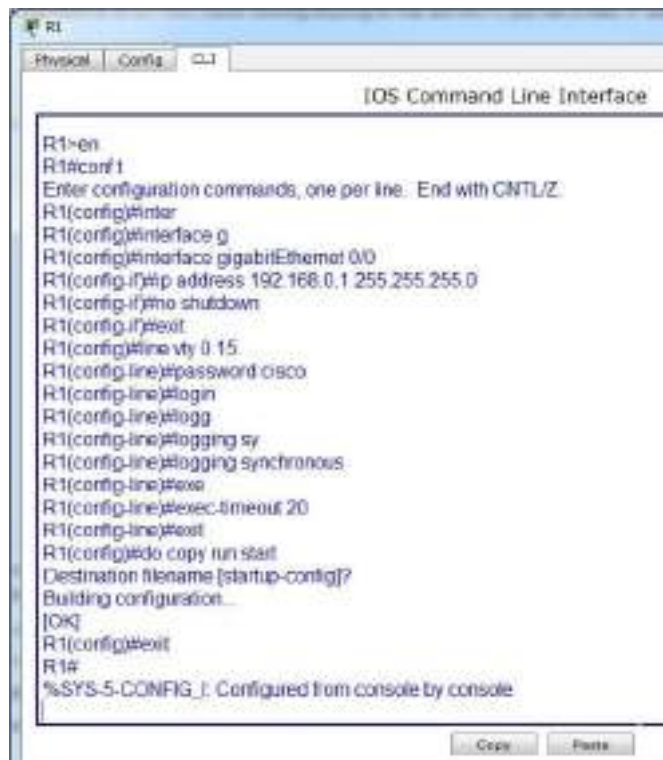 R1
Physical Config CLI
IOS Command Line Interface
R1>en
R1#conf t
Enter configuration commands, one per line. End with CNTL/Z.
R1(config)#inter
R1(config)#interface g
R1(config)#interface gigabitEthernet 0/0
R1(config-if)#ip address 192.168.0.1 255.255.255.0
R1(config-if)#no shutdown
R1(config-if)#exit
R1(config)#line vty 0 15
R1(config-line)#password cisco
R1(config-line)#login
R1(config-line)#logg
R1(config-line)#logging sy
R1(config-line)#logging synchronous
R1(config-line)#exe
R1(config-line)#exec-timeout 20
R1(config-line)#exit
R1(config)#do copy run start
Destination filename [startup-config]?
Building configuration...
[OK]
R1(config)#exit
R1#
%SYS-5-CONFIG_I: Configured from console by console
Copy Paste